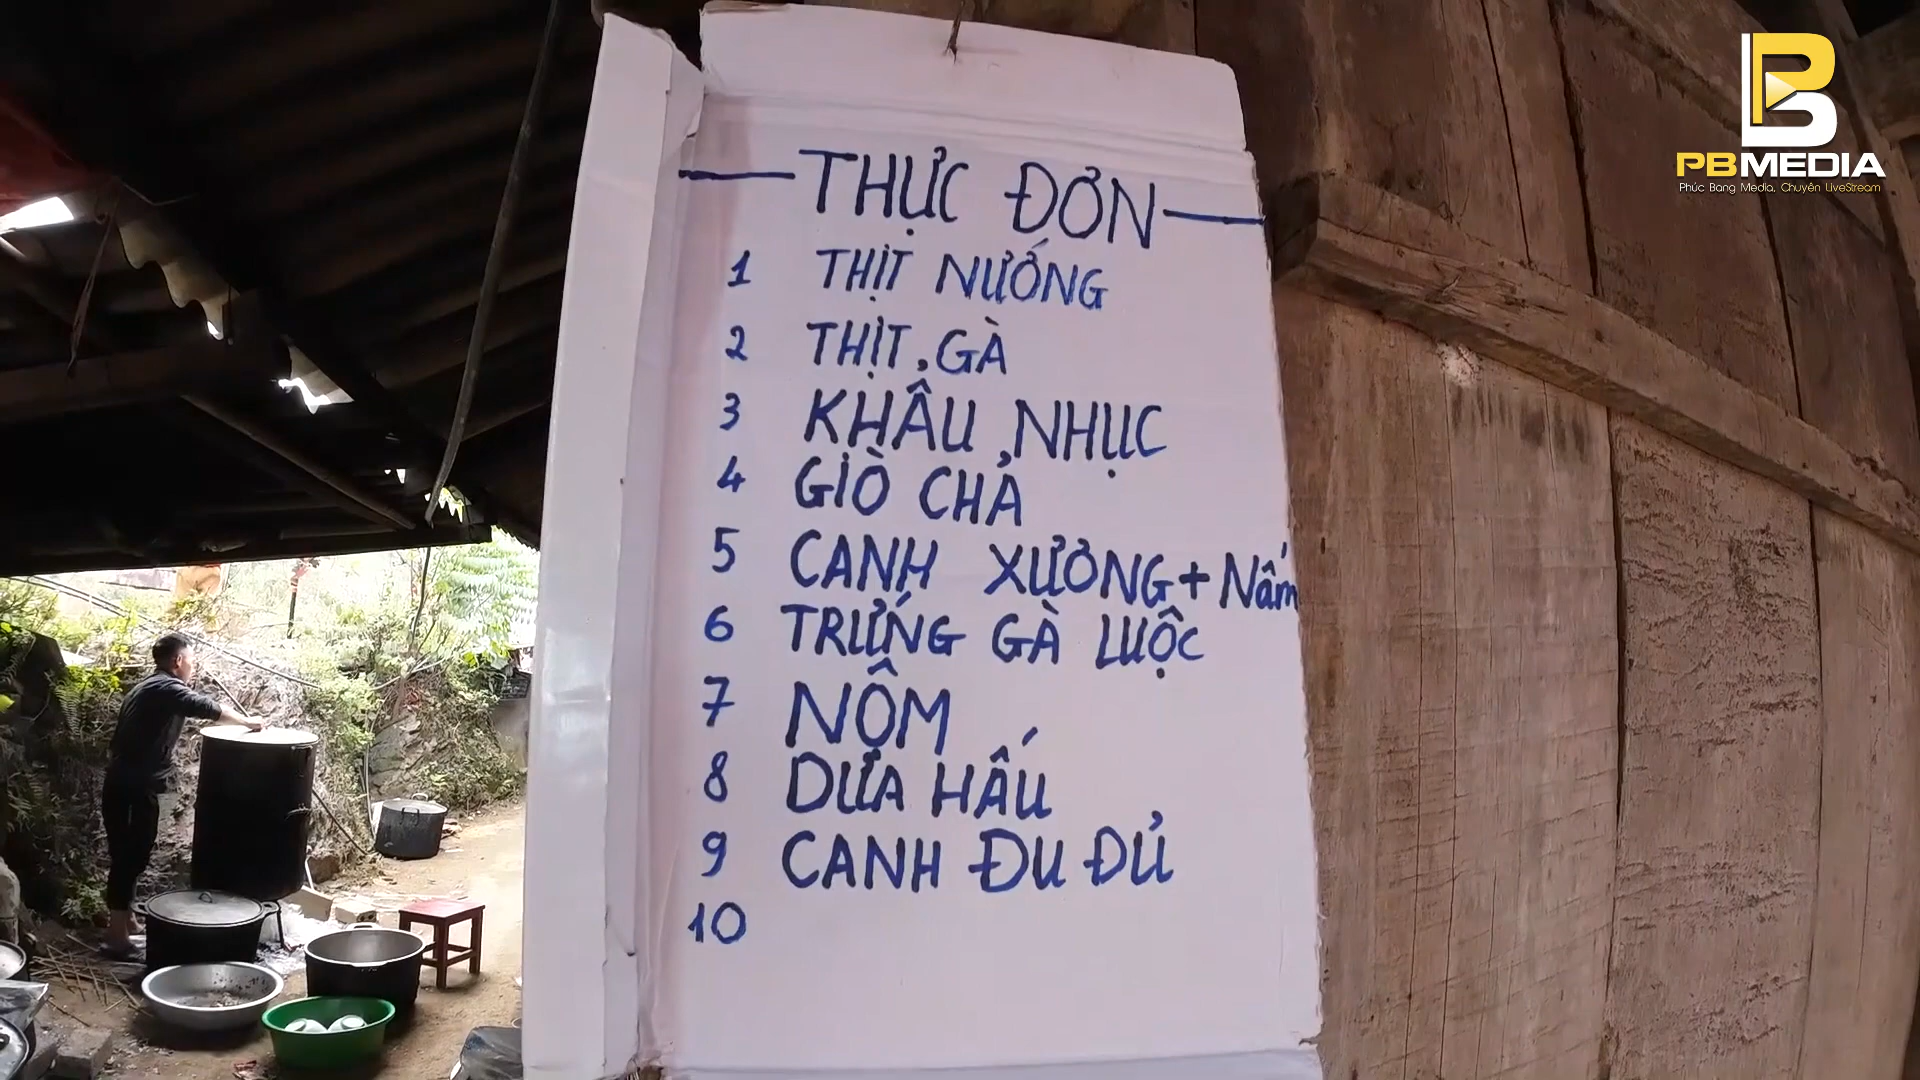 THỰC ĐƠN
1 THỊT NƯỚNG
2 THỊT GÀ
3 KHÂU NHỤC
4 GIÒ CHẢ
5 CANH XƯƠNG + NẤM
6 TRỨNG GÀ LUỘC
7 NỘM
8 DƯA HẤU
9 CANH ĐU ĐỦ
10
PBMEDIA
Phúc Bang Media, Chuyên LiveStream